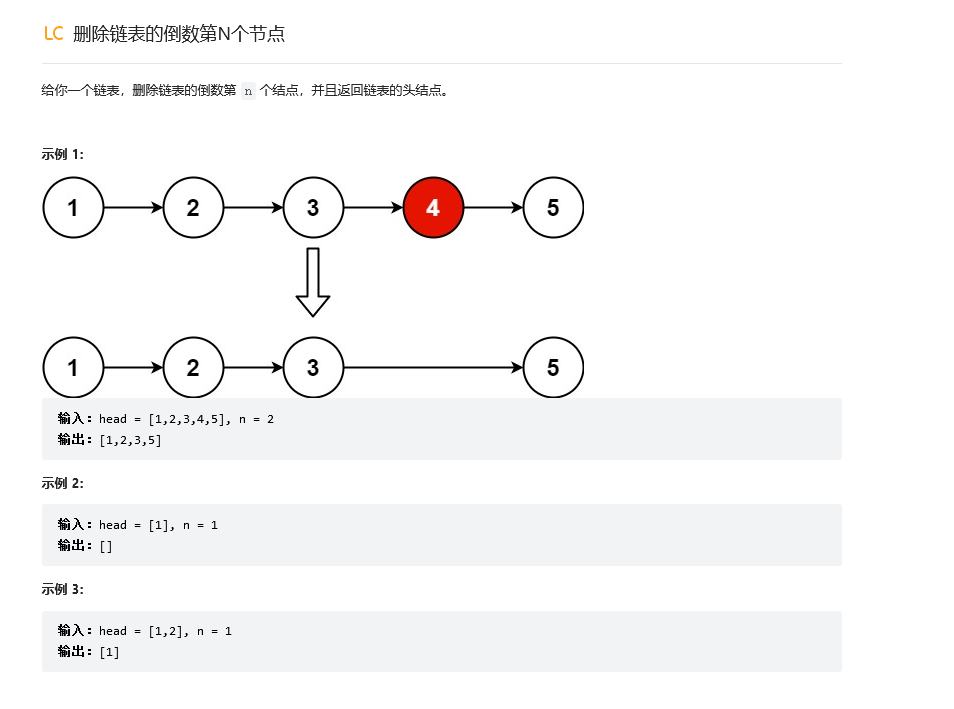 LC 删除链表的倒数第N个节点
给你一个链表，删除链表的倒数第 n 个结点，并且返回链表的头结点。
示例 1：
1 2 3 4 5
1 2 3 5
输入：head = [1,2,3,4,5], n = 2
输出：[1,2,3,5]
示例 2：
输入：head = [1], n = 1
输出：[]
示例 3：
输入：head = [1,2], n = 1
输出：[1]